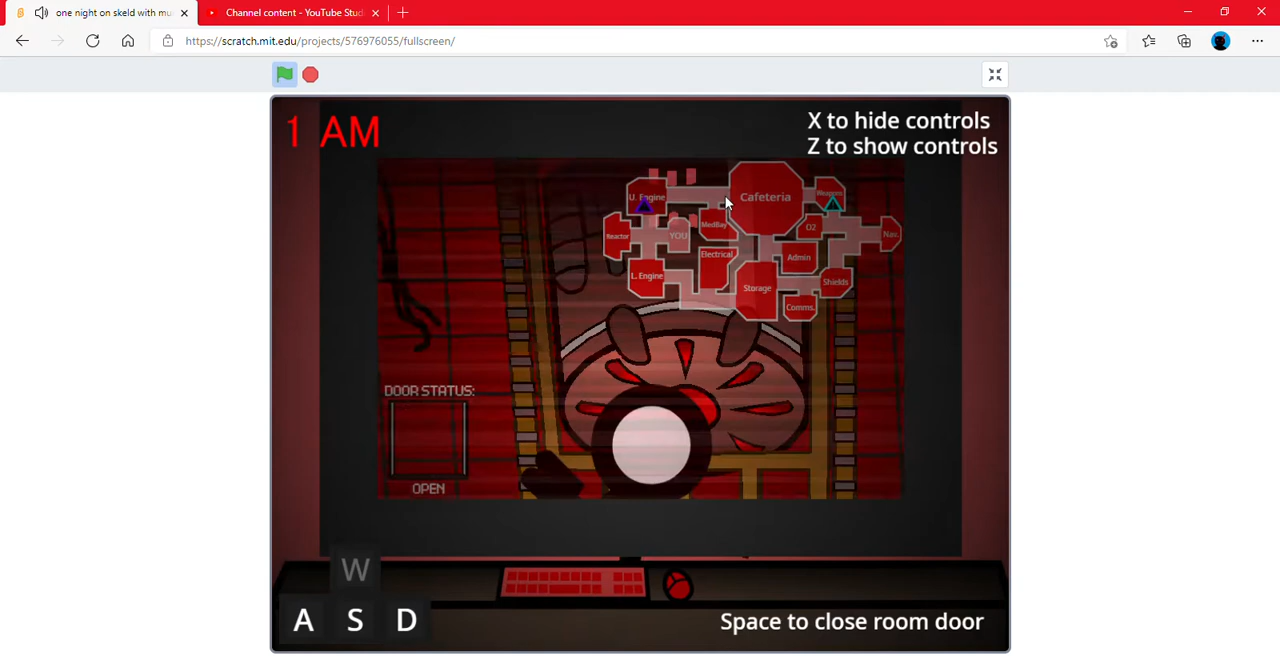 one night on skeld with mu
Channel content - YouTube Stud
https://scratch.mit.edu/projects/576976055/fullscreen/
1 AM
X to hide controls
Z to show controls
U. Engine
Cafeteria
Weapons
Reactor
YOU
MedBay
O2
Nav.
Electrical
Admin
L. Engine
Storage
Shields
Comms.
DOOR STATUS:
OPEN
W
A S D
Space to close room door